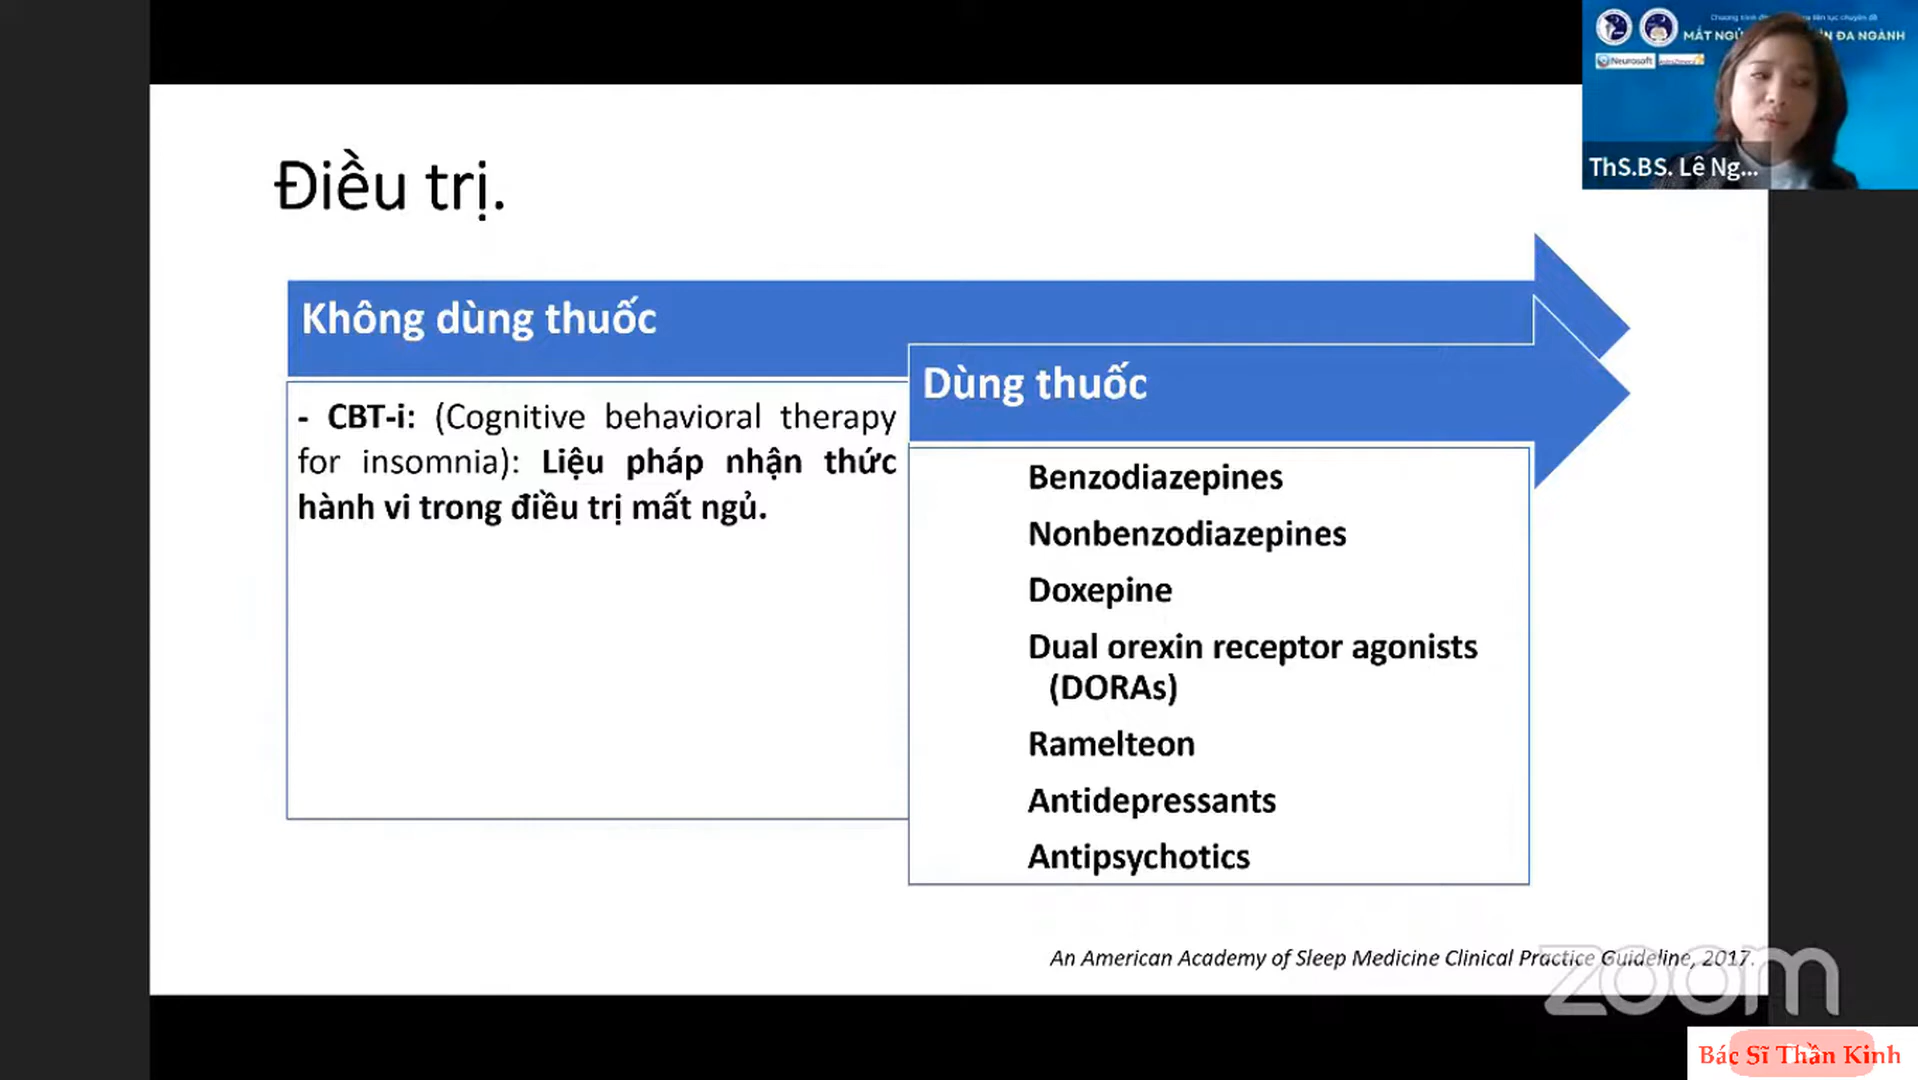 MẤT NGỦ
ĐA NGÀNH
Neurosoft
ThS.BS. Lê Ng...
Điều trị.
Không dùng thuốc
- CBT-i: (Cognitive behavioral therapy
for insomnia): Liệu pháp nhận thức
hành vi trong điều trị mất ngủ.
Dùng thuốc
Benzodiazepines
Nonbenzodiazepines
Doxepine
Dual orexin receptor agonists
(DORAs)
Ramelteon
Antidepressants
Antipsychotics
An American Academy of Sleep Medicine Clinical Practice Guideline, 2017.
zoom
Bác Sĩ Thần Kinh